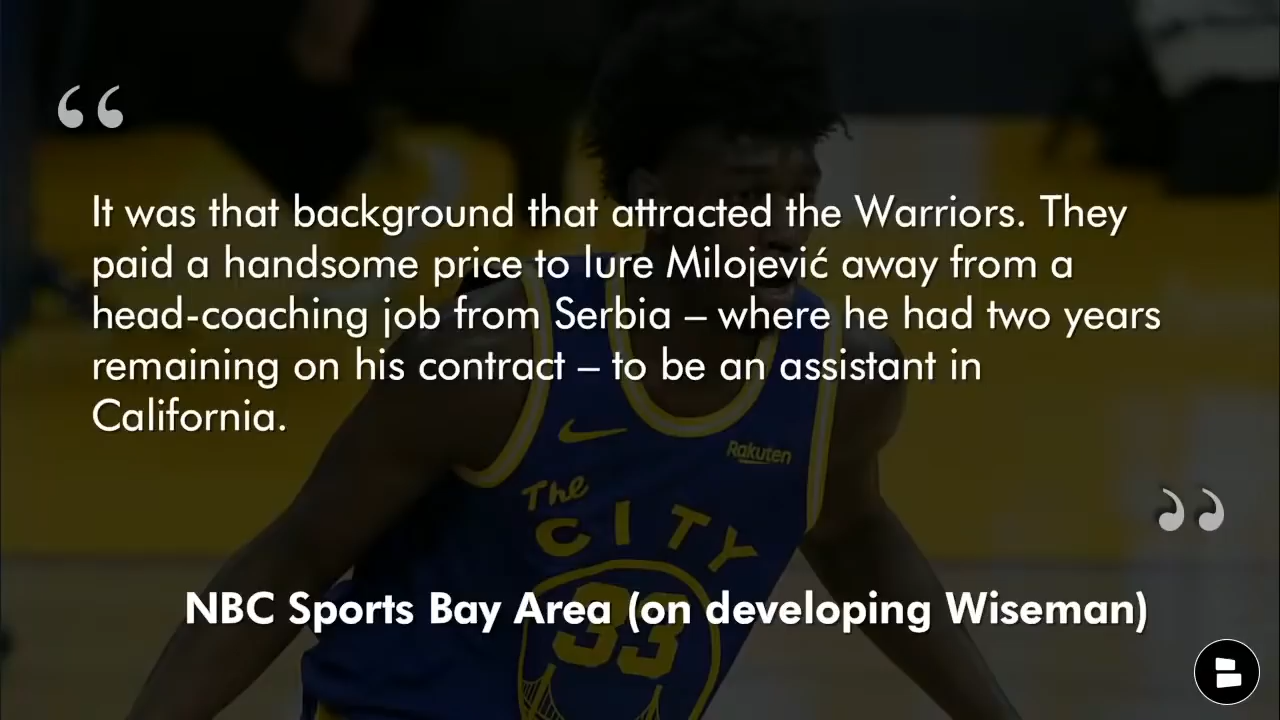 “
It was that background that attracted the Warriors. They
paid a handsome price to lure Milojević away from a
head-coaching job from Serbia – where he had two years
remaining on his contract – to be an assistant in
California.
”
Rakuten
The
CITY
33
NBC Sports Bay Area (on developing Wiseman)